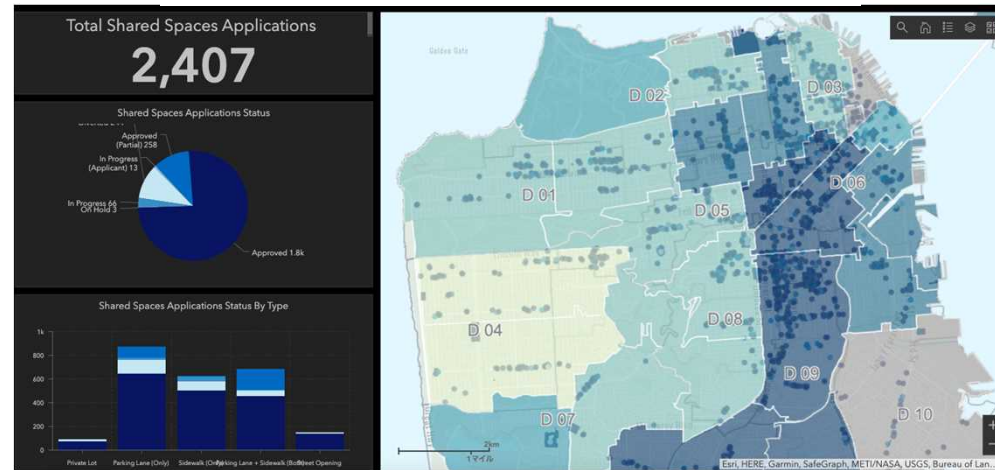 Total Shared Spaces Applications
2,407
Shared Spaces Applications Status
Approved
(Partial) 258
In Progress
(Applicant) 13
In Progress 66
On Hold 3
Approved 1.8k
Shared Spaces Applications Status By Type
1k
800
600
400
200
0
Private Lot
Parking Lane (Only)
Sidewalk (Only)
Parking Lane + Sidewalk (Both)
Street Opening
Golden Gate
D 02
D 03
D 01
D 06
D 05
D 04
D 08
D 09
D 07
D 10
2km
1マイル
Esri, HERE, Garmin, SafeGraph, METI/NASA, USGS, Bureau of Lan...